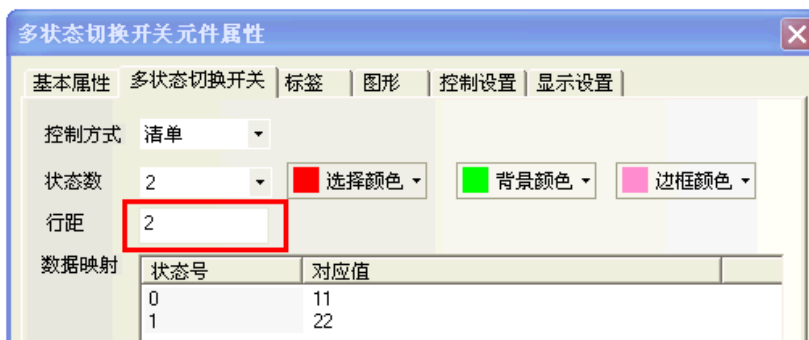 多状态切换开关元件属性
基本属性 多状态切换开关 标签 图形 控制设置 显示设置
控制方式 清单
状态数 2 选择颜色 背景颜色 边框颜色
行距 2
数据映射 状态号 对应值
0 11
1 22